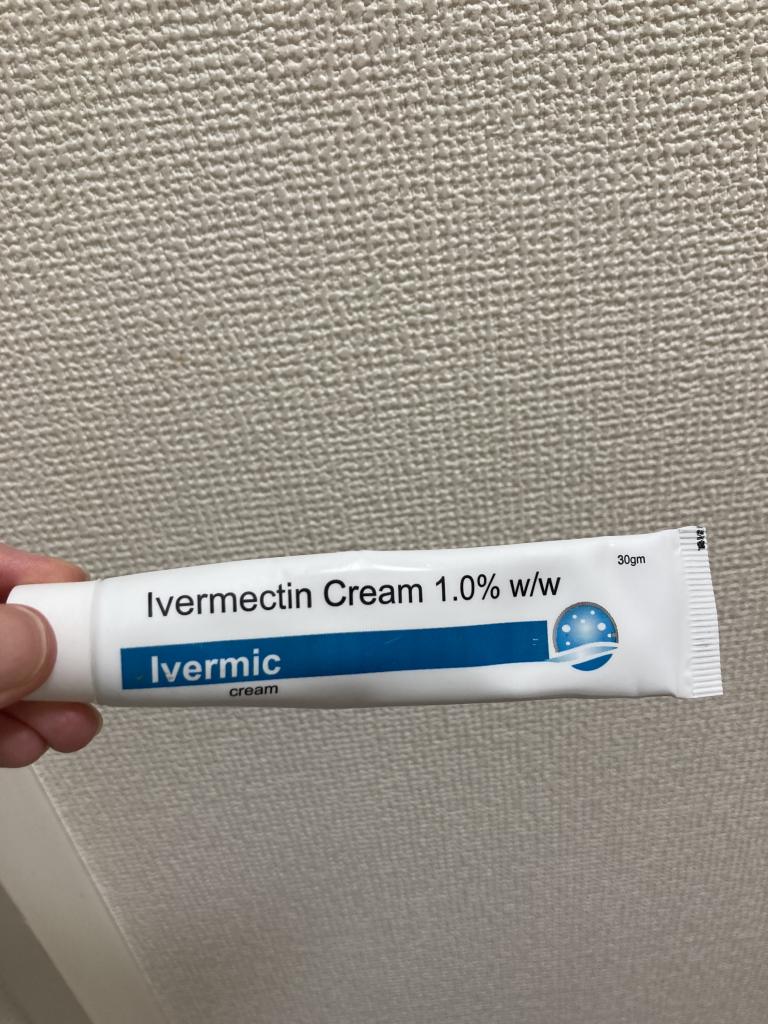 30gm
Ivermectin Cream 1.0% w/w
Ivermic
cream